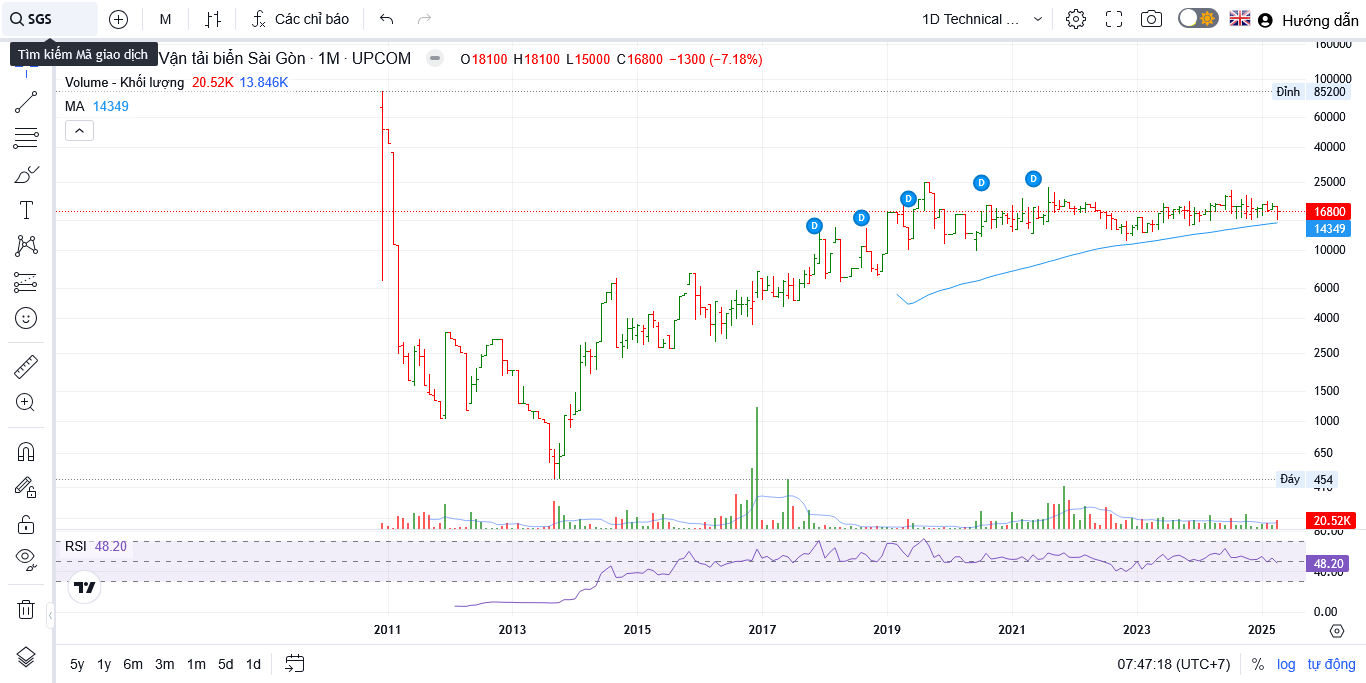 SGS
M
Các chỉ báo
1D Technical ...
Hướng dẫn
Tìm kiếm Mã giao dịch
Vận tải biển Sài Gòn · 1M · UPCOM
O18100 H18100 L15000 C16800 −1300 (−7.18%)
Volume - Khối lượng 20.52K 13.846K
MA 14349
160000
100000
Đỉnh 85200
60000
40000
25000
16800
14349
10000
6000
4000
2500
1500
1000
650
Đáy 454
410
20.52K
80.00
48.20
40.00
0.00
D
D
D
D
D
RSI 48.20
2011 2013 2015 2017 2019 2021 2023 2025
5y 1y 6m 3m 1m 5d 1d
07:47:18 (UTC+7) % log tự động